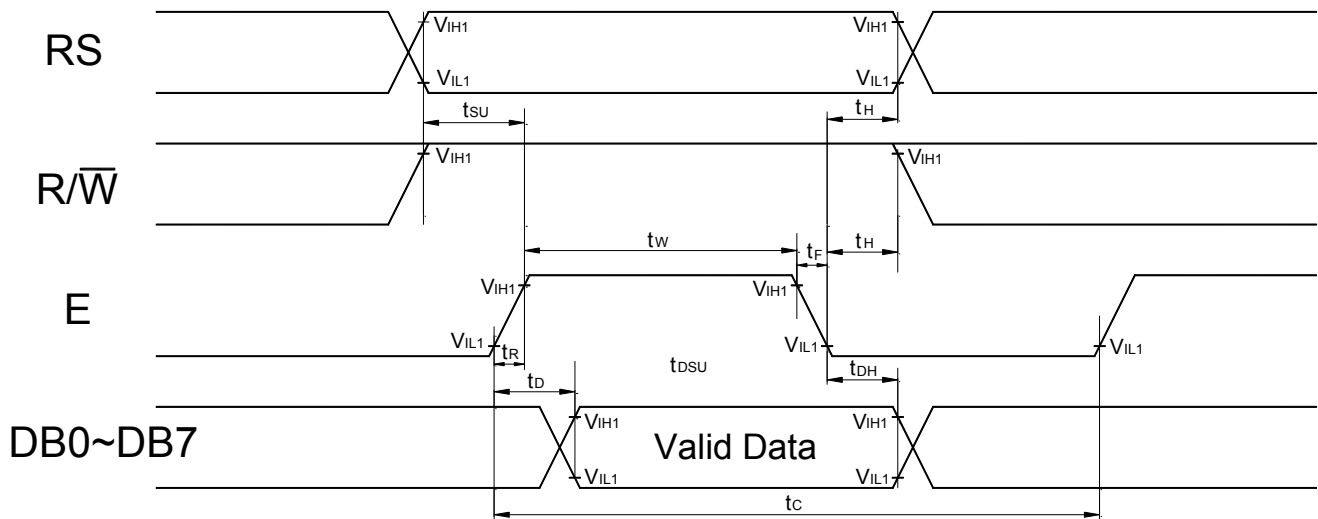 VIH1 VIH1
RS
VIL1 VIL1
tSU tH
VIH1 VIH1
R/W̅
tW tF tH
VIH1 VIH1
E
VIL1 VIL1 VIL1
tR
tD tDSU tDH
VIH1 VIH1
DB0~DB7 Valid Data
VIL1 VIL1
tC